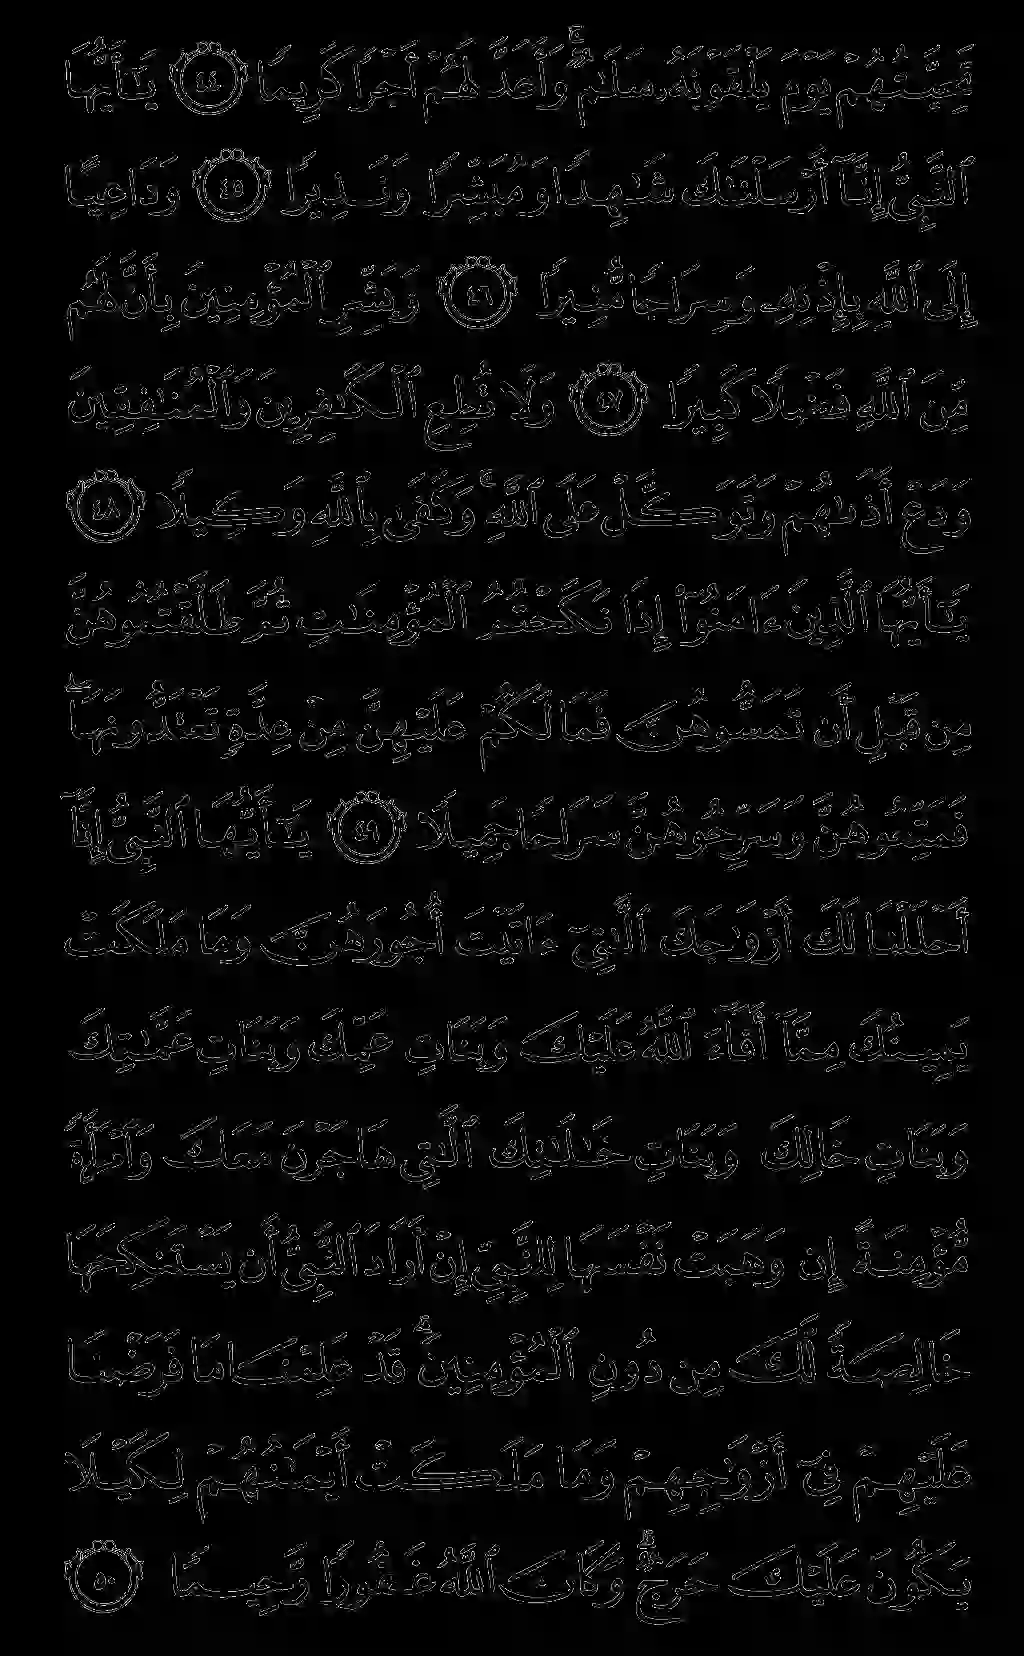 تَحِيَّتُهُمْ يَوْمَ يَلْقَوْنَهُۥ سَلَٰمٌ ۚ وَأَعَدَّ لَهُمْ أَجْرًا كَرِيمًا ٤٤ يَٰٓأَيُّهَا
ٱلنَّبِىُّ إِنَّآ أَرْسَلْنَٰكَ شَٰهِدًا وَمُبَشِّرًا وَنَذِيرًا ٤٥ وَدَاعِيًا
إِلَى ٱللَّهِ بِإِذْنِهِۦ وَسِرَاجًا مُّنِيرًا ٤٦ وَبَشِّرِ ٱلْمُؤْمِنِينَ بِأَنَّ لَهُم
مِّنَ ٱللَّهِ فَضْلًا كَبِيرًا ٤٧ وَلَا تُطِعِ ٱلْكَٰفِرِينَ وَٱلْمُنَٰفِقِينَ
وَدَعْ أَذَىٰهُمْ وَتَوَكَّلْ عَلَى ٱللَّهِ ۚ وَكَفَىٰ بِٱللَّهِ وَكِيلًا ٤٨
يَٰٓأَيُّهَا ٱلَّذِينَ ءَامَنُوٓا۟ إِذَا نَكَحْتُمُ ٱلْمُؤْمِنَٰتِ ثُمَّ طَلَّقْتُمُوهُنَّ
مِن قَبْلِ أَن تَمَسُّوهُنَّ فَمَا لَكُمْ عَلَيْهِنَّ مِنْ عِدَّةٍ تَعْتَدُّونَهَا ۖ
فَمَتِّعُوهُنَّ وَسَرِّحُوهُنَّ سَرَاحًا جَمِيلًا ٤٩ يَٰٓأَيُّهَا ٱلنَّبِىُّ إِنَّآ
أَحْلَلْنَا لَكَ أَزْوَٰجَكَ ٱلَّٰتِىٓ ءَاتَيْتَ أُجُورَهُنَّ وَمَا مَلَكَتْ
يَمِينُكَ مِمَّآ أَفَآءَ ٱللَّهُ عَلَيْكَ وَبَنَاتِ عَمِّكَ وَبَنَاتِ عَمَّٰتِكَ
وَبَنَاتِ خَالِكَ وَبَنَاتِ خَٰلَٰتِكَ ٱلَّٰتِى هَاجَرْنَ مَعَكَ وَٱمْرَأَةً
مُّؤْمِنَةً إِن وَهَبَتْ نَفْسَهَا لِلنَّبِىِّ إِنْ أَرَادَ ٱلنَّبِىُّ أَن يَسْتَنكِحَهَا
خَالِصَةً لَّكَ مِن دُونِ ٱلْمُؤْمِنِينَ ۗ قَدْ عَلِمْنَا مَا فَرَضْنَا
عَلَيْهِمْ فِىٓ أَزْوَٰجِهِمْ وَمَا مَلَكَتْ أَيْمَٰنُهُمْ لِكَيْلَا
يَكُونَ عَلَيْكَ حَرَجٌ ۗ وَكَانَ ٱللَّهُ غَفُورًا رَّحِيمًا ٥٠